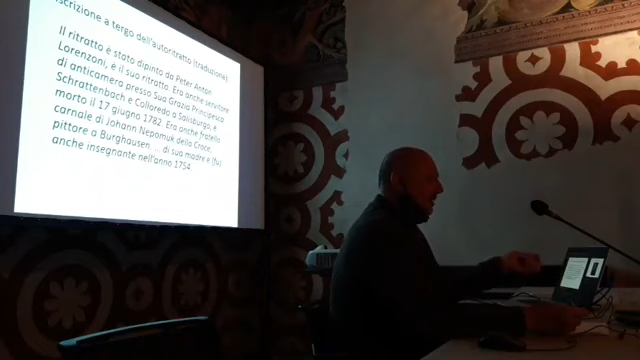 Iscrizione a tergo dell'autoritratto (traduzione)
Il ritratto è stato dipinto da Peter Anton
Lorenzoni, è il suo ritratto. Era anche servitore
di anticamera presso Sua Grazia Principesca
Schrattenbach e Colloredo a Salisburgo, è
morto il 17 giugno 1782. Era anche fratello
carnale di Johann Nepomuk della Croce,
pittore a Burghausen. ... di sua madre e (fu)
anche insegnante nell'anno 1754